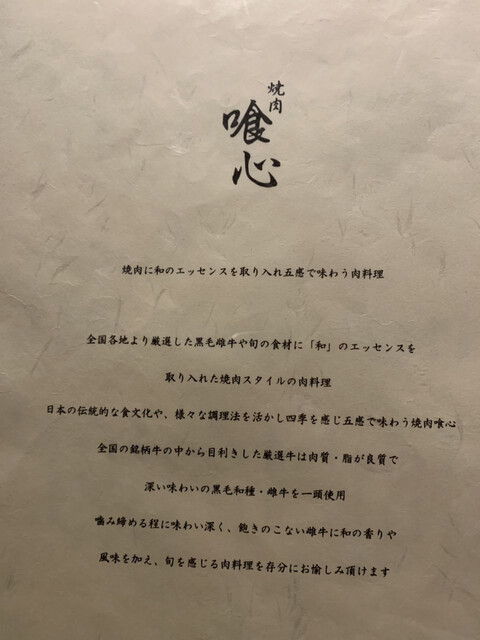 焼肉
喰心
焼肉に和のエッセンスを取り入れ五感で味わう肉料理
全国各地より厳選した黒毛雌牛や旬の食材に「和」のエッセンスを
取り入れた焼肉スタイルの肉料理
日本の伝統的な食文化や、様々な調理法を活かし四季を感じ五感で味わう焼肉喰心
全国の銘柄牛の中から目利きした厳選牛は肉質・脂が良質で
深い味わいの黒毛和種・雌牛を一頭使用
噛み締める程に味わい深く、飽きのこない雌牛に和の香りや
風味を加え、旬を感じる肉料理を存分にお愉しみ頂けます